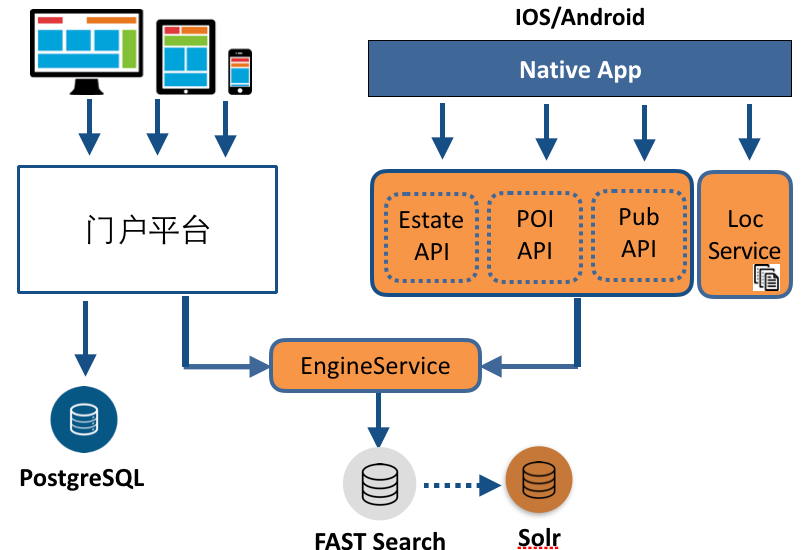 IOS/Android
Native App
门户平台
Estate
API
POI
API
Pub
API
Loc
Service
EngineService
PostgreSQL
FAST Search
Solr